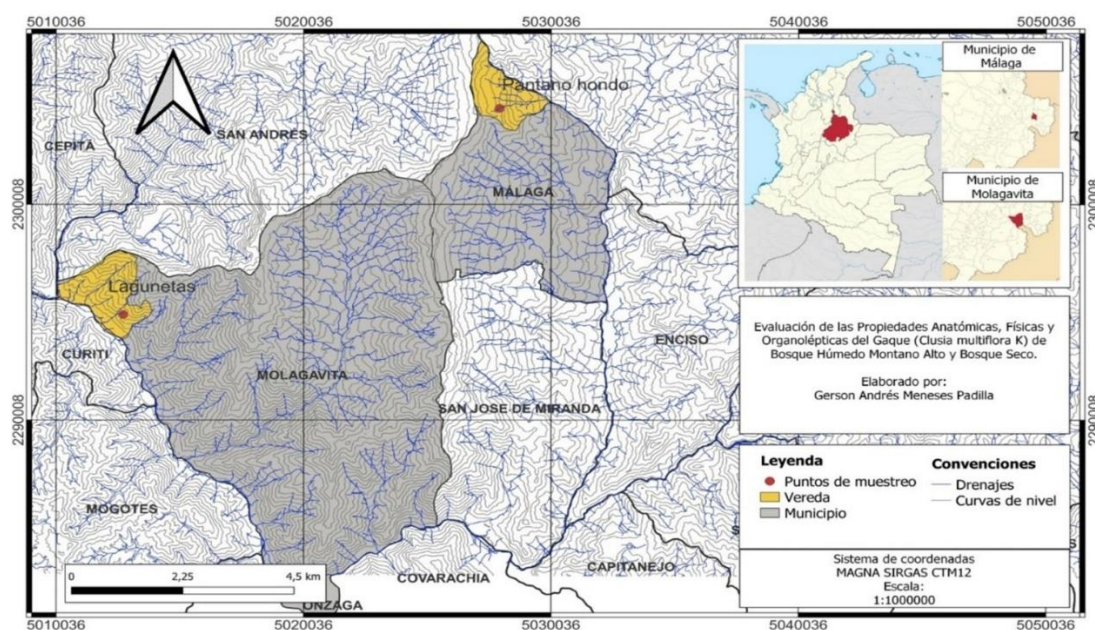 5010036 5020036 5030036 5040036 5050036
Pantano hondo
SAN ANDRÉS
CEPITÁ
MÁLAGA
2300008
2300008
Lagunetas
CURITÍ
ENCISO
MOLAGAVITA
SAN JOSE DE MIRANDA
2290008
2290008
MOGOTES
CAPITANEJO
COVARACHIA
ONZAGA
0 2,25 4,5 km
5010036 5020036 5030036 5040036 5050036
Municipio de
Málaga
Municipio de
Molagavita
Evaluación de las Propiedades Anatómicas, Físicas y
Organolépticas del Gaque (Clusia multiflora K) de
Bosque Húmedo Montano Alto y Bosque Seco.
Elaborado por:
Gerson Andrés Meneses Padilla
Leyenda
Puntos de muestreo
Vereda
Municipio
Convenciones
Drenajes
Curvas de nivel
Sistema de coordenadas
MAGNA SIRGAS CTM12
Escala:
1:1000000